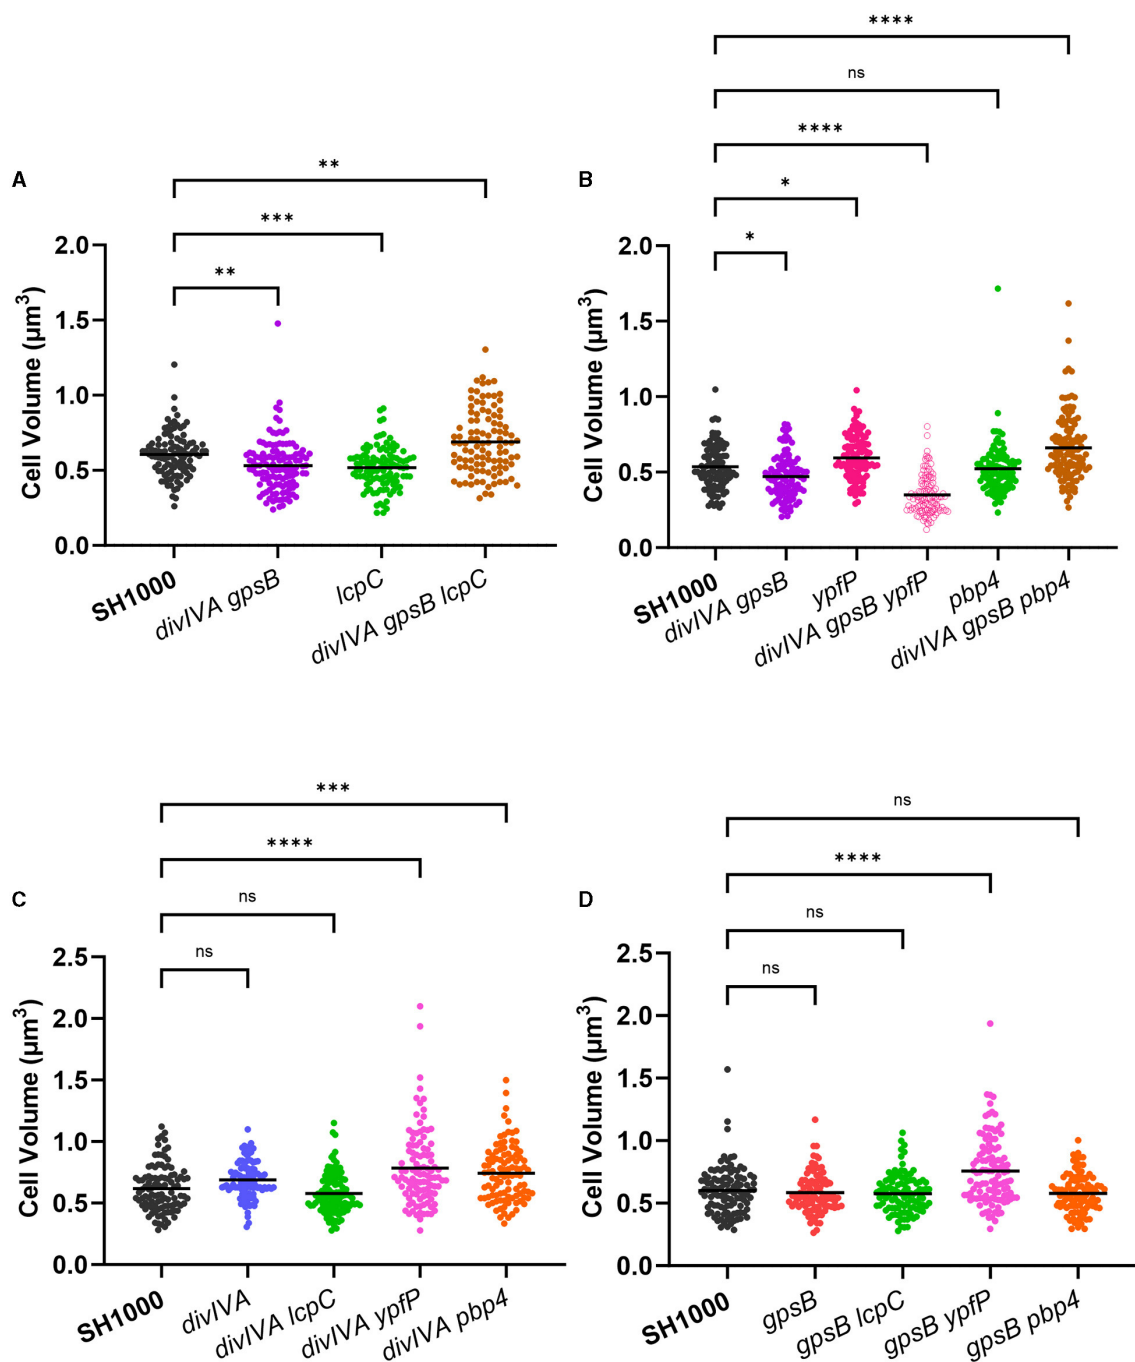 A
**
***
**
Cell Volume (µm³)
2.0
1.5
1.0
0.5
0.0
SH1000
divIVA gpsB
lcpC
divIVA gpsB lcpC
B
****
ns
****
*
*
Cell Volume (µm³)
2.0
1.5
1.0
0.5
0.0
SH1000
divIVA gpsB
ypfP
divIVA gpsB ypfP
pbp4
divIVA gpsB pbp4
C
***
****
ns
ns
Cell Volume (µm³)
2.5
2.0
1.5
1.0
0.5
0.0
SH1000
divIVA
divIVA lcpC
divIVA ypfP
divIVA pbp4
D
ns
****
ns
ns
Cell Volume (µm³)
2.5
2.0
1.5
1.0
0.5
0.0
SH1000
gpsB
gpsB lcpC
gpsB ypfP
gpsB pbp4